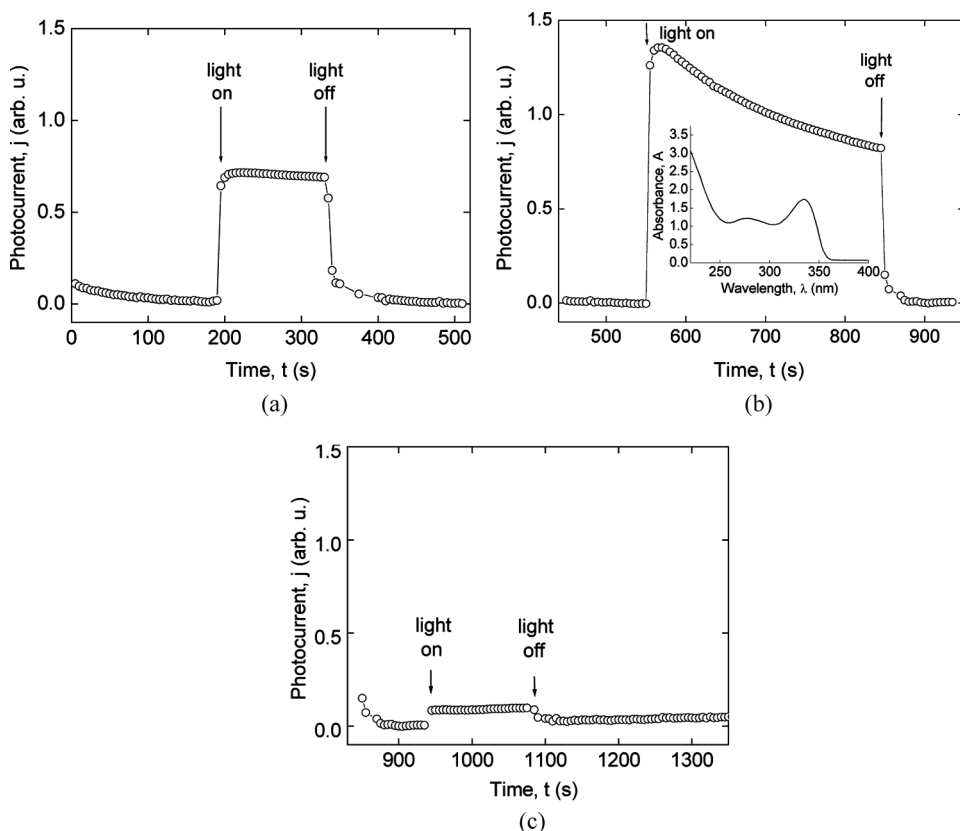 1.5
1.0
0.5
0.0
Photocurrent, j (arb. u.)
light
on
light
off
0 100 200 300 400 500
Time, t (s)
(a)
1.5
1.0
0.5
0.0
Photocurrent, j (arb. u.)
light on
light
off
3.5
3.0
2.5
2.0
1.5
1.0
0.5
0.0
Absorbance, A
250 300 350 400
Wavelength, λ (nm)
500 600 700 800 900
Time, t (s)
(b)
1.5
1.0
0.5
0.0
Photocurrent, j (arb. u.)
light
on
light
off
900 1000 1100 1200 1300
Time, t (s)
(c)